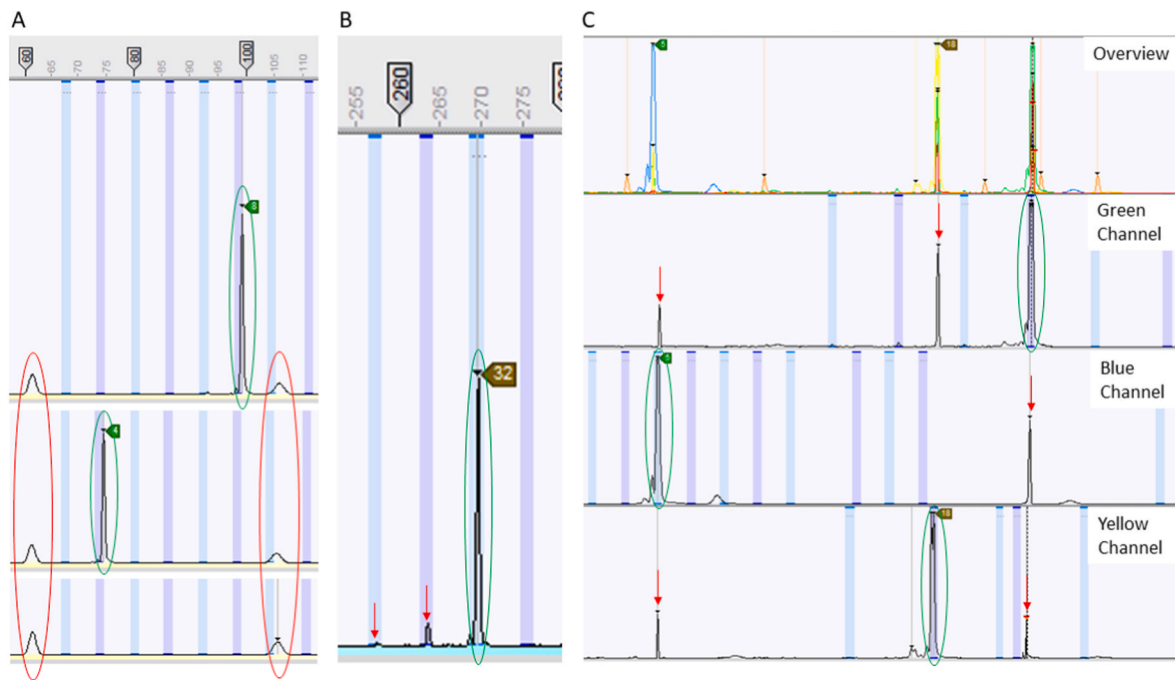 A
60 -65 -70 -75 80 -85 -90 -95 100 -105 -110
8
4
B
-255 260 -265 -270 -275
32
C
5 18 Overview
Green
Channel
5 Blue
Channel
18 Yellow
Channel